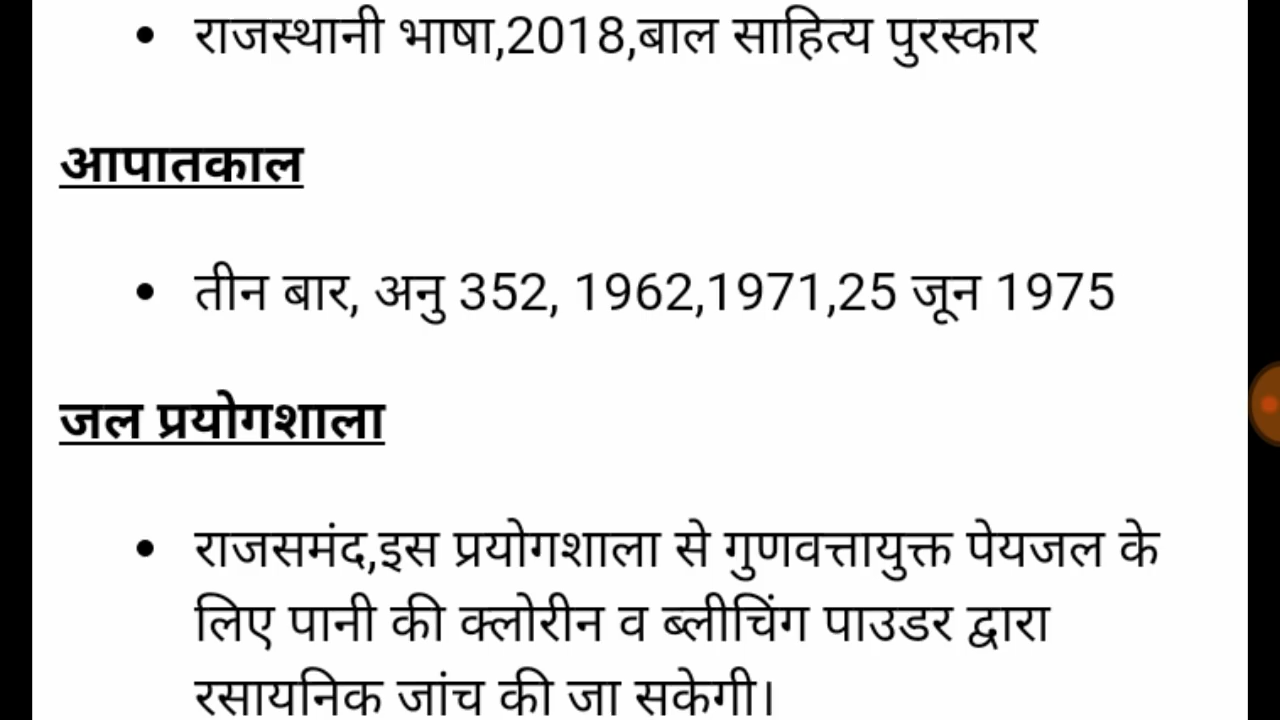 राजस्थानी भाषा,2018,बाल साहित्य पुरस्कार
आपातकाल
तीन बार, अनु 352, 1962,1971,25 जून 1975
जल प्रयोगशाला
राजसमंद,इस प्रयोगशाला से गुणवत्तायुक्त पेयजल के
लिए पानी की क्लोरीन व ब्लीचिंग पाउडर द्वारा
रसायनिक जांच की जा सकेगी।